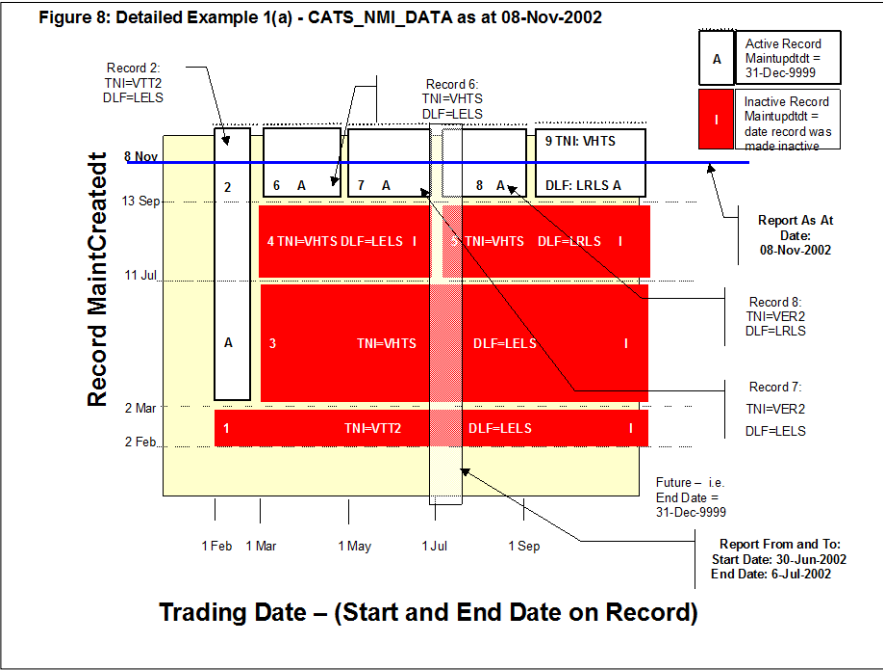 Figure 8: Detailed Example 1(a) - CATS_NMI_DATA as at 08-Nov-2002
A
Active Record
Maintupdtdt =
31-Dec-9999
I
Inactive Record
Maintupdtdt =
date record was
made inactive
Record 2:
TNI=VTT2
DLF=LELS
Record 6:
TNI=VHTS
DLF=LELS
Record MaintCreatedt
8 Nov
13 Sep
11 Jul
2 Mar
2 Feb
2
A
6 A
7 A
8 A
9 TNI: VHTS
DLF: LRLS A
4 TNI=VHTS DLF=LELS I
5 TNI=VHTS DLF=LRLS I
3 TNI=VHTS DLF=LELS I
1 TNI=VTT2 DLF=LELS I
Report As At
Date:
08-Nov-2002
Record 8:
TNI=VER2
DLF=LRLS
Record 7:
TNI=VER2
DLF=LELS
Future – i.e.
End Date =
31-Dec-9999
1 Feb
1 Mar
1 May
1 Jul
1 Sep
Report From and To:
Start Date: 30-Jun-2002
End Date: 6-Jul-2002
Trading Date – (Start and End Date on Record)